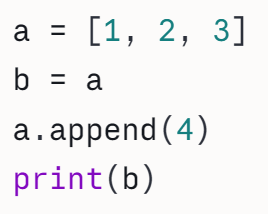 a = [1, 2, 3]
b = a
a.append(4)
print(b)